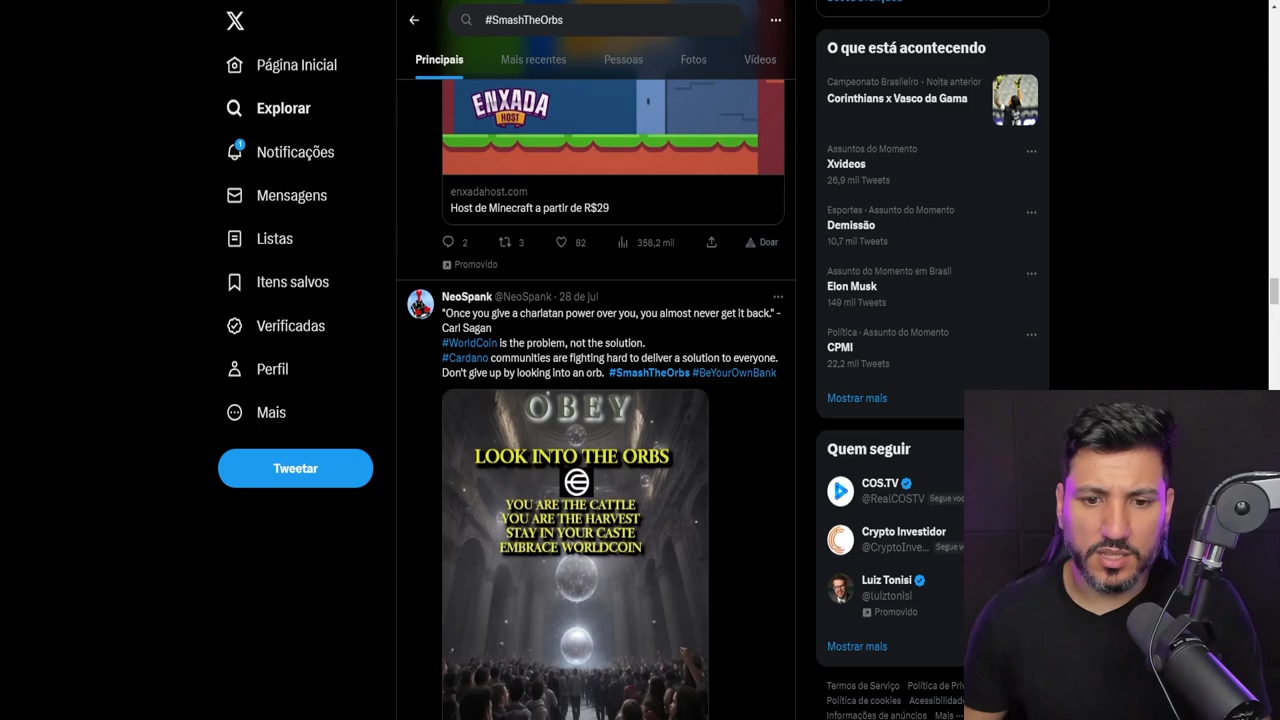 Página Inicial
Explorar
1
Notificações
Mensagens
Listas
Itens salvos
Verificadas
Perfil
Mais
Tweetar
#SmashTheOrbs
Principais
Mais recentes
Pessoas
Fotos
Vídeos
ENXADA
HOST
enxadahost.com
Host de Minecraft a partir de R$29
2
3
82
358,2 mil
Doar
Promovido
NeoSpank @NeoSpank · 28 de jul
"Once you give a charlatan power over you, you almost never get it back." -
Carl Sagan
#WorldCoin is the problem, not the solution.
#Cardano communities are fighting hard to deliver a solution to everyone.
Don't give up by looking into an orb. #SmashTheOrbs #BeYourOwnBank
OBEY
LOOK INTO THE ORBS
YOU ARE THE CATTLE
YOU ARE THE HARVEST
STAY IN YOUR CASTE
EMBRACE WORLDCOIN
O que está acontecendo
Campeonato Brasileiro · Noite anterior
Corinthians x Vasco da Gama
Assuntos do Momento
Xvideos
26,9 mil Tweets
Esportes · Assunto do Momento
Demissão
10,7 mil Tweets
Assunto do Momento em Brasil
Elon Musk
149 mil Tweets
Política · Assunto do Momento
CPMI
22,2 mil Tweets
Mostrar mais
Quem seguir
COS.TV
@RealCOSTV Segue voc
Crypto Investidor
@CryptoInve... Segue v
Luiz Tonisi
@luiztonisi
Promovido
Mostrar mais
Termos de Serviço Política de Priv
Política de cookies Acessibilidad
Informações de anúncios Mais ...